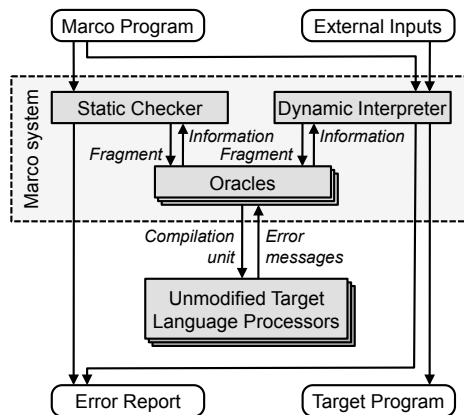 Marco Program
External Inputs
Marco system
Static Checker
Dynamic Interpreter
Information
Information
Fragment
Fragment
Oracles
Compilation
unit
Error
messages
Unmodified Target
Language Processors
Error Report
Target Program